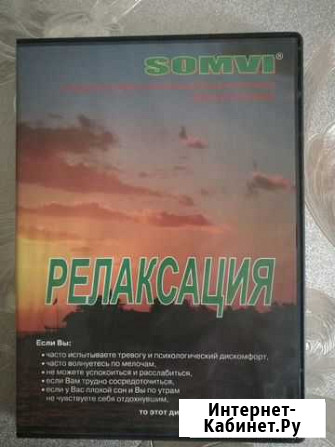 SOMVI®
РЕЛАКСАЦИЯ
Если Вы:
• часто испытываете тревогу и психологический дискомфорт,
• часто волнуетесь по мелочам,
• не можете успокоиться и расслабиться,
• если Вам трудно сосредоточиться,
• если у Вас плохой сон и Вы по утрам
не чувствуете себя отдохнувшим,
то этот ди
Интернет-
Кабинет.Ру